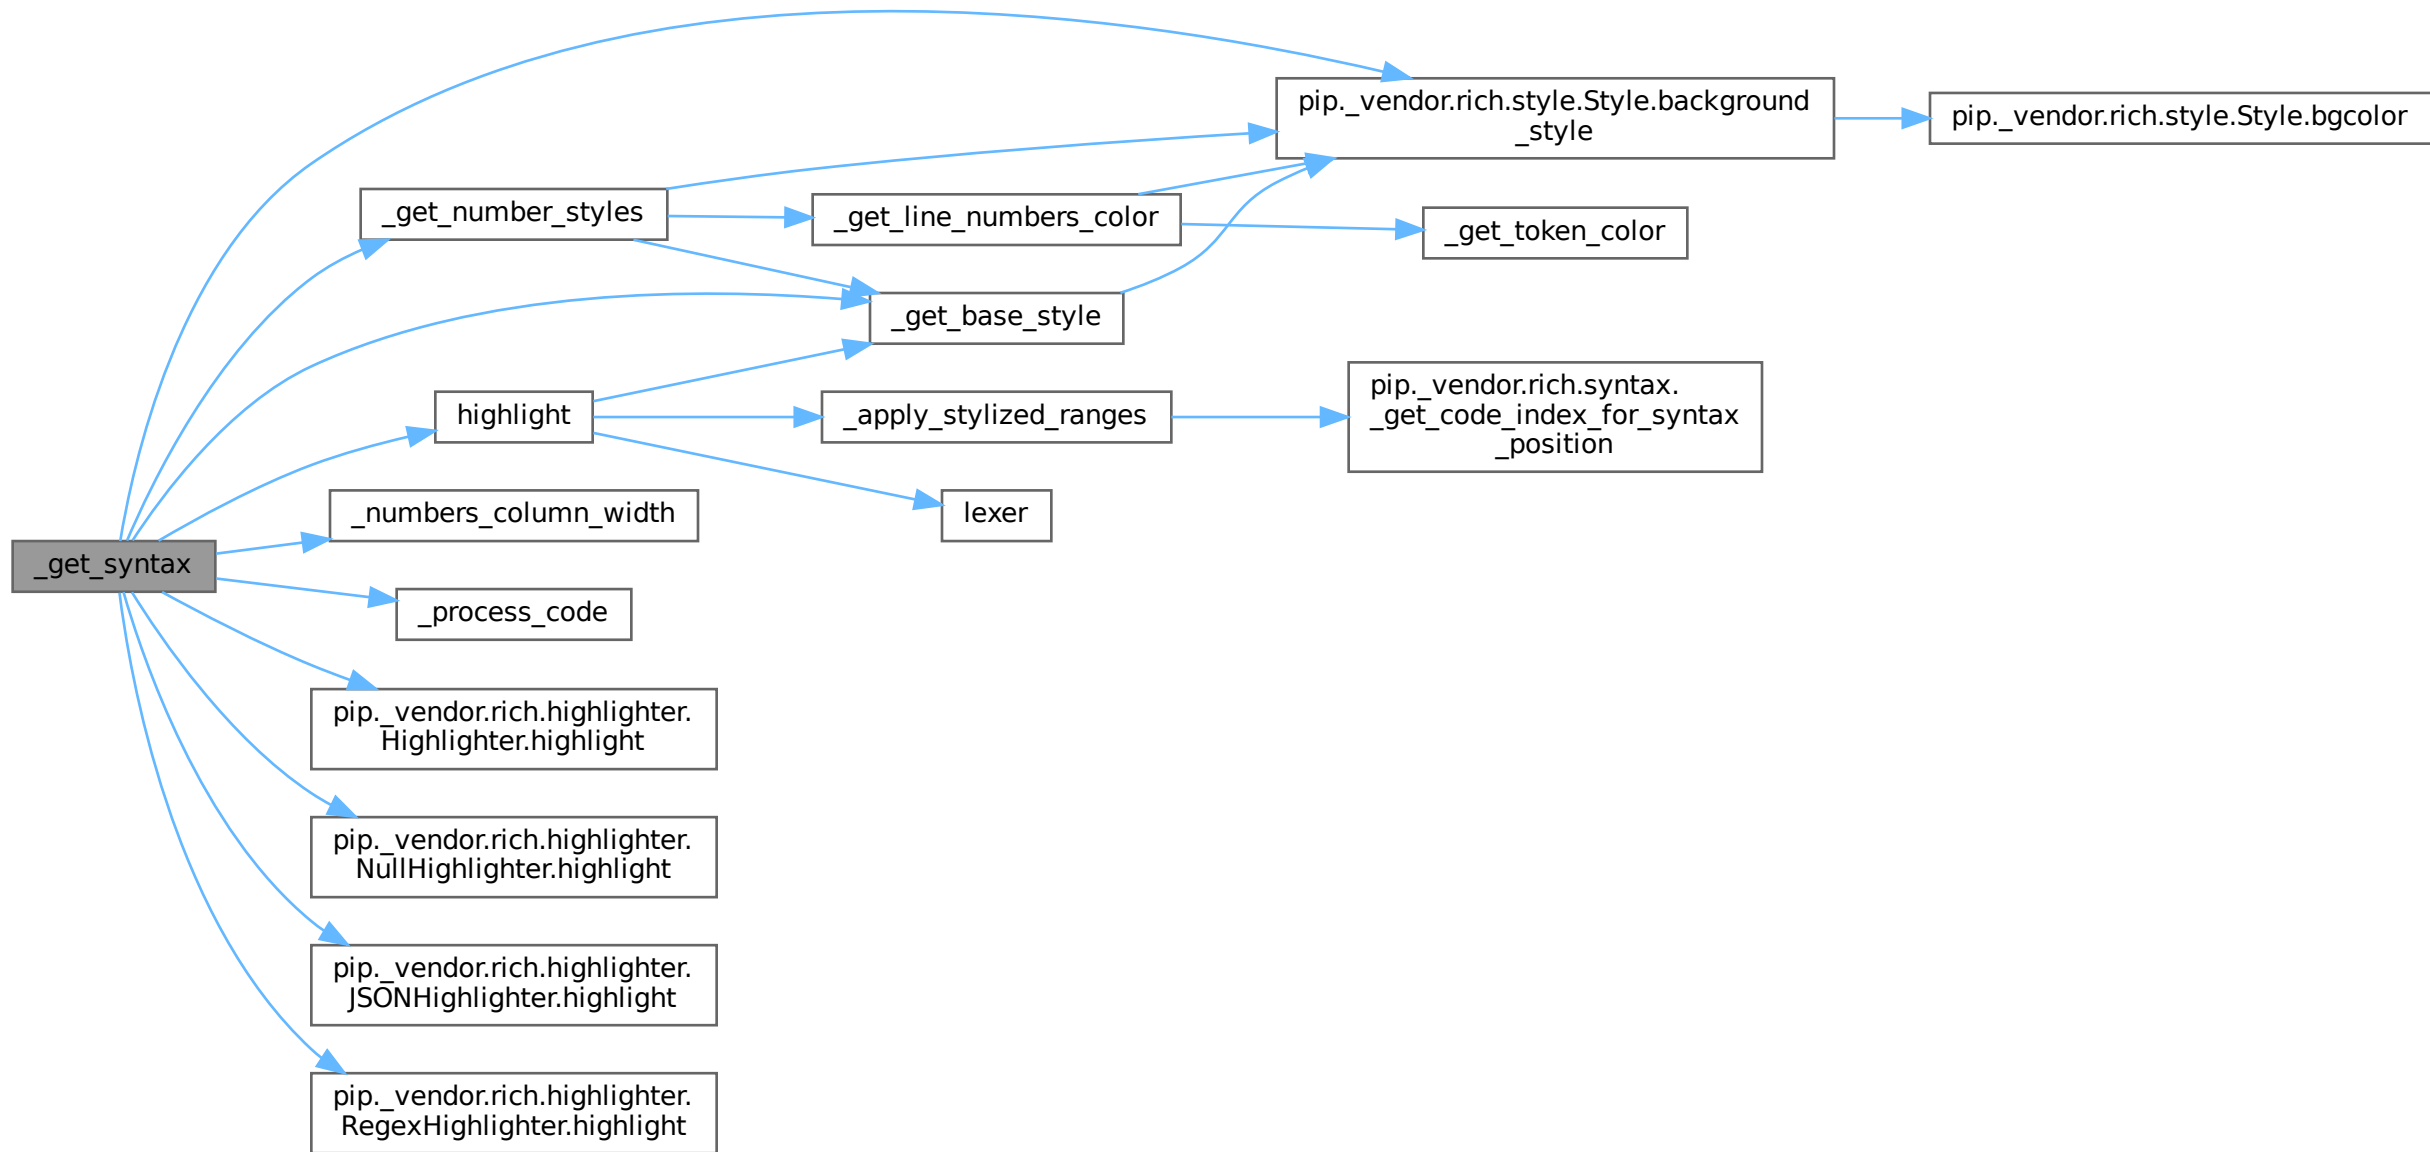 pip._vendor.rich.style.Style.background
_style
pip._vendor.rich.style.Style.bgcolor
_get_number_styles
_get_line_numbers_color
_get_token_color
_get_base_style
highlight
_apply_stylized_ranges
pip._vendor.rich.syntax.
_get_code_index_for_syntax
_position
_numbers_column_width
lexer
_get_syntax
_process_code
pip._vendor.rich.highlighter.
Highlighter.highlight
pip._vendor.rich.highlighter.
NullHighlighter.highlight
pip._vendor.rich.highlighter.
JSONHighlighter.highlight
pip._vendor.rich.highlighter.
RegexHighlighter.highlight